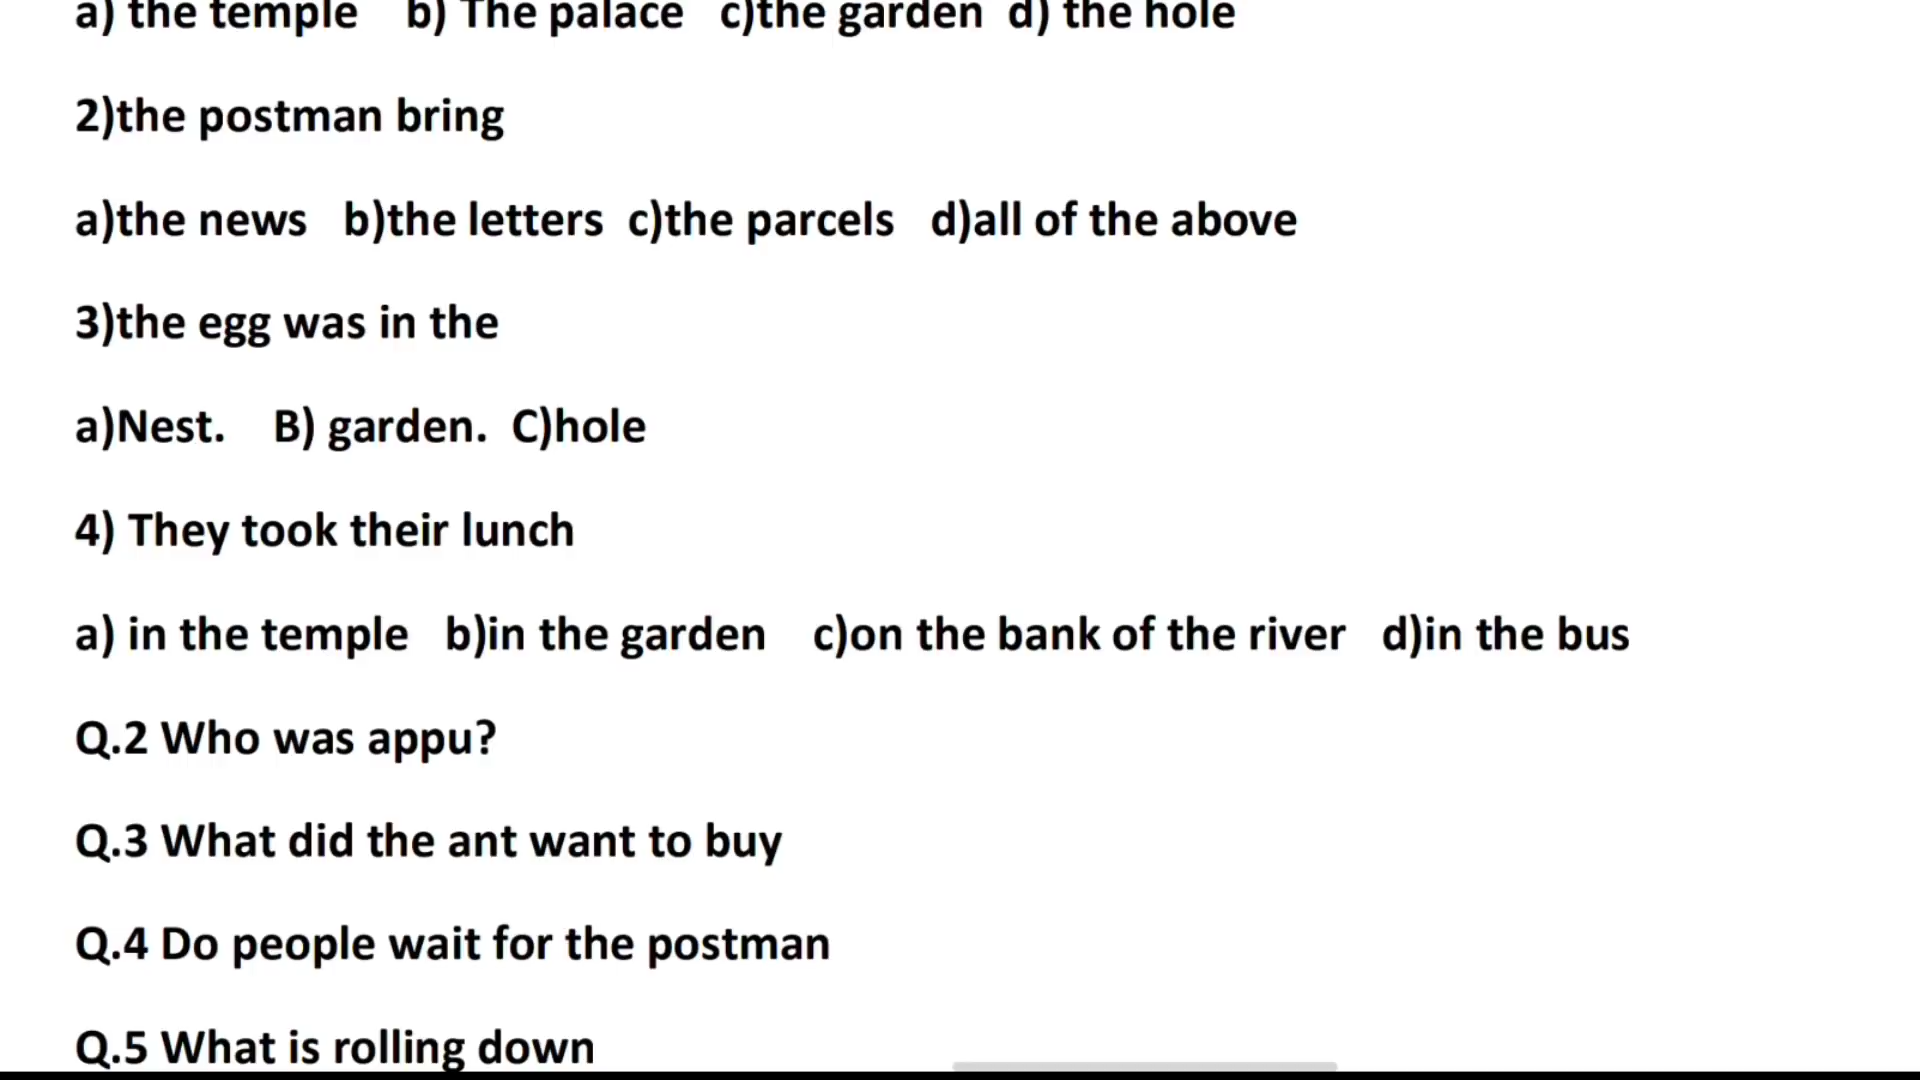 a) the temple b) The palace c)the garden d) the hole
2)the postman bring
a)the news b)the letters c)the parcels d)all of the above
3)the egg was in the
a)Nest. B) garden. C)hole
4) They took their lunch
a) in the temple b)in the garden c)on the bank of the river d)in the bus
Q.2 Who was appu?
Q.3 What did the ant want to buy
Q.4 Do people wait for the postman
Q.5 What is rolling down